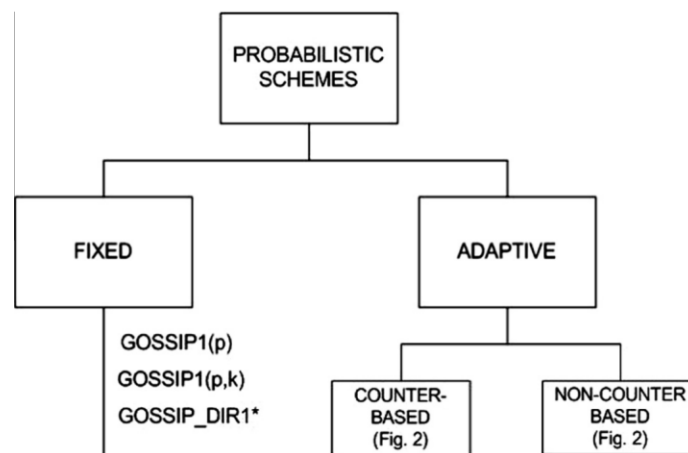 PROBABILISTIC
SCHEMES
FIXED
ADAPTIVE
GOSSIP1(p)
GOSSIP1(p,k)
GOSSIP_DIR1*
COUNTER-
BASED
(Fig. 2)
NON-COUNTER
BASED
(Fig. 2)